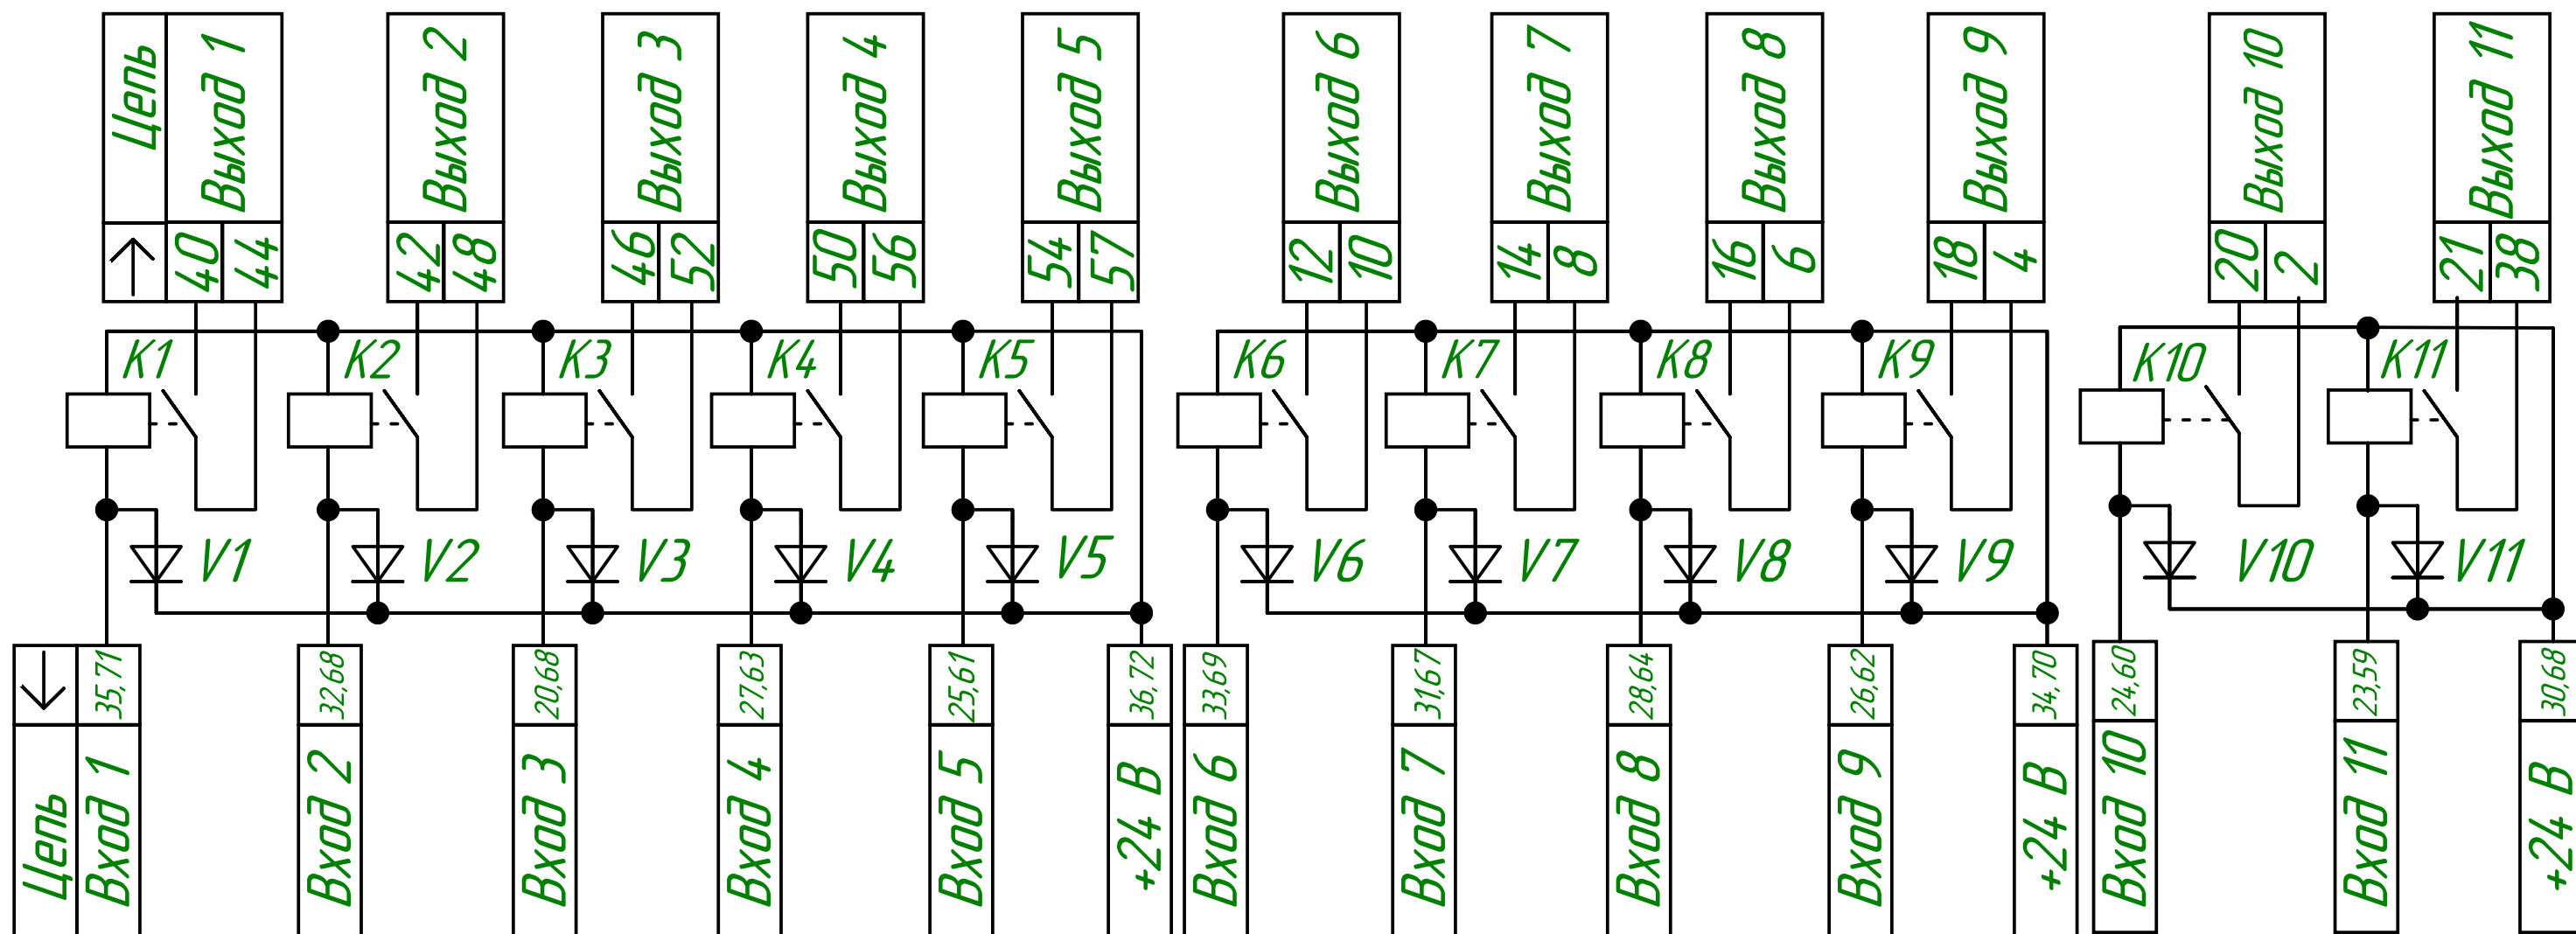 Цепь
Выход 1
40
44
Выход 2
42
48
Выход 3
46
52
Выход 4
50
56
Выход 5
54
57
Выход 6
12
10
Выход 7
14
8
Выход 8
16
6
Выход 9
18
4
Выход 10
20
2
Выход 11
21
38
K1
K2
K3
K4
K5
K6
K7
K8
K9
K10
K11
V1
V2
V3
V4
V5
V6
V7
V8
V9
V10
V11
Цепь
35,71
Вход 1
32,68
Вход 2
20,68
Вход 3
27,63
Вход 4
25,61
Вход 5
36,72
+24 В
33,69
Вход 6
31,67
Вход 7
28,64
Вход 8
26,62
Вход 9
34,70
+24 В
24,60
Вход 10
23,59
Вход 11
30,68
+24 В